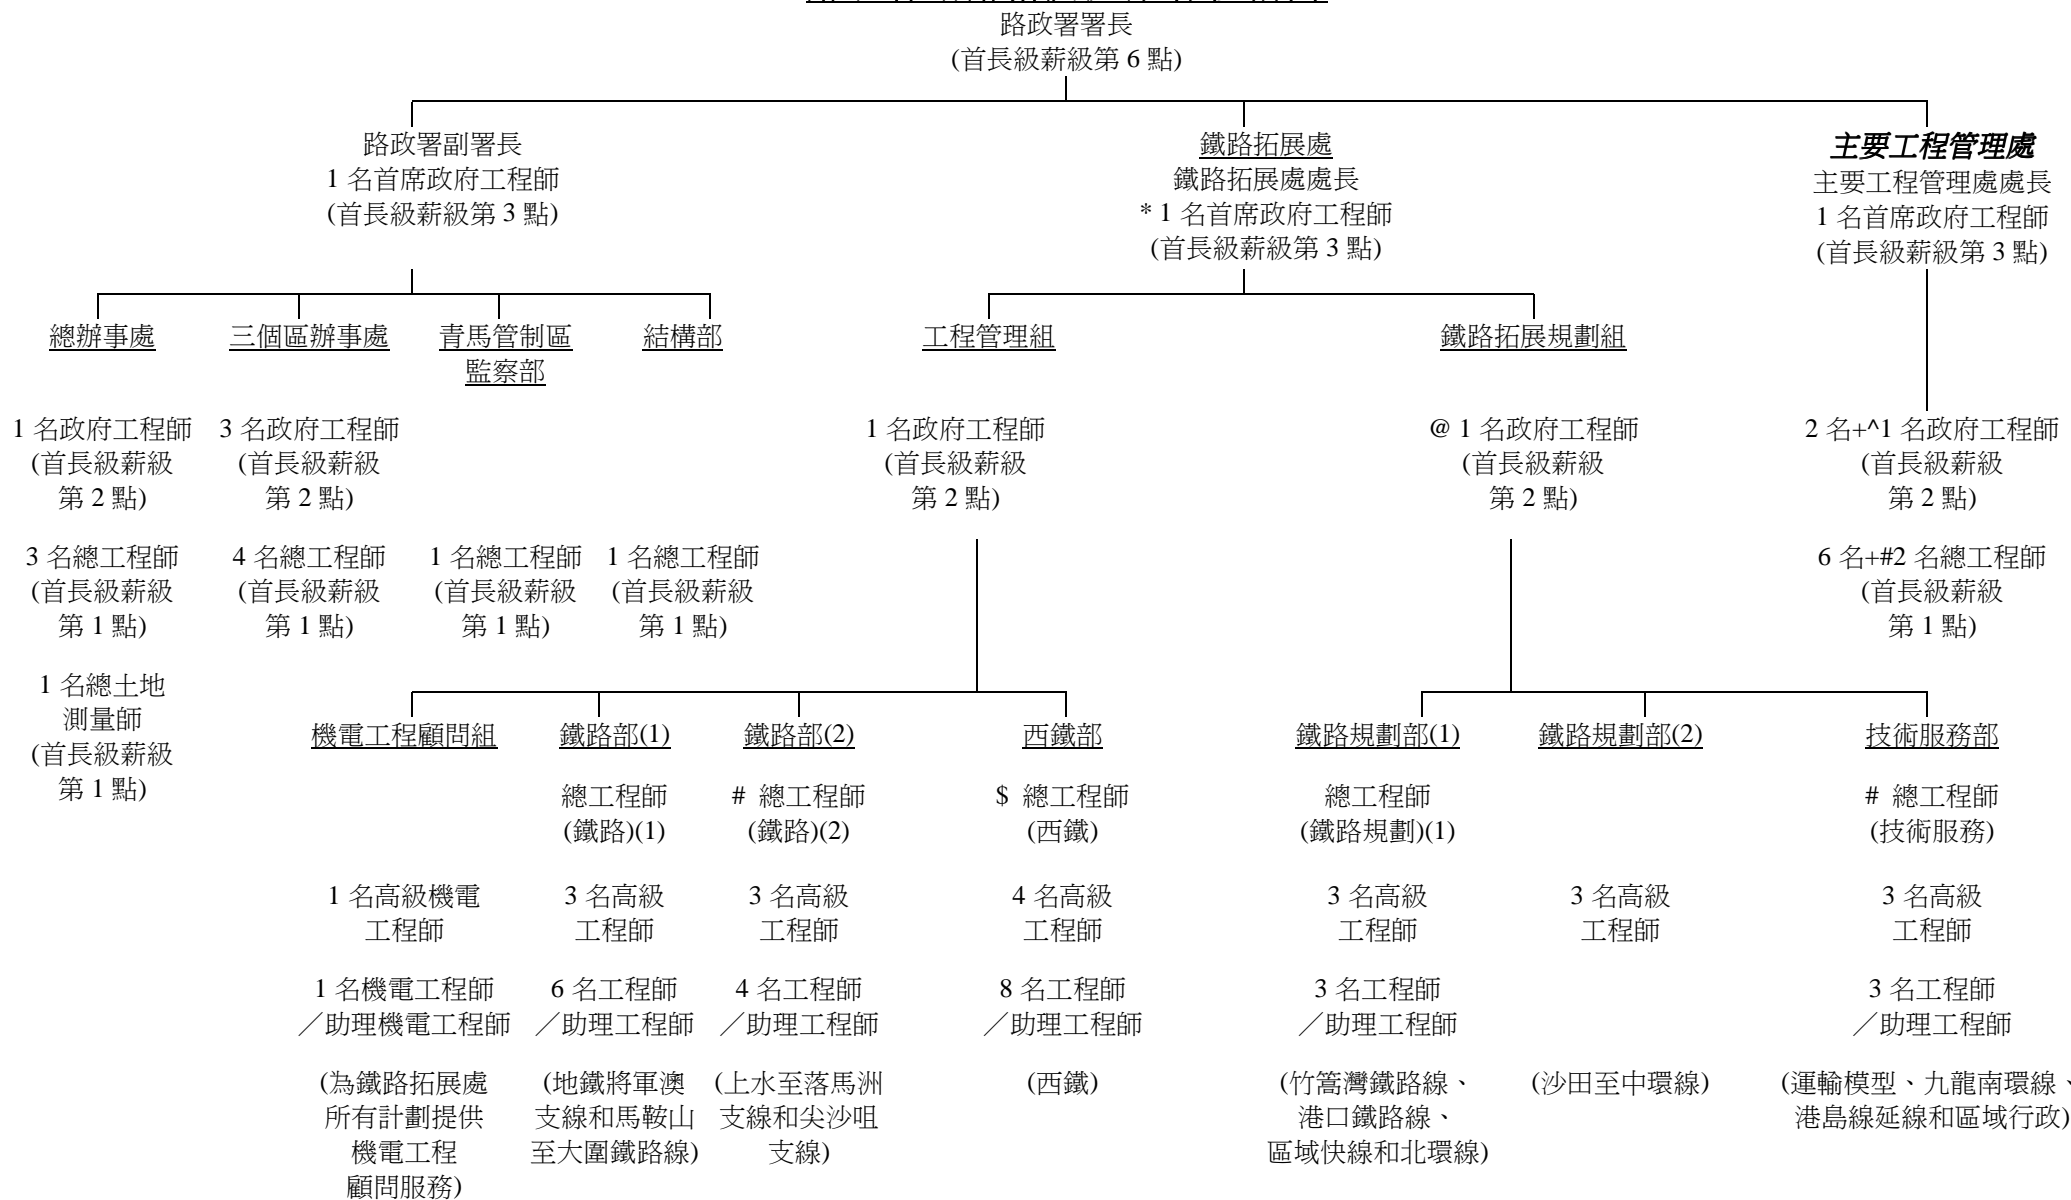 路政署署長
(首長級薪級第 6 點)
路政署副署長
1 名首席政府工程師
(首長級薪級第 3 點)
鐵路拓展處
鐵路拓展處處長
* 1 名首席政府工程師
(首長級薪級第 3 點)
主要工程管理處
主要工程管理處處長
1 名首席政府工程師
(首長級薪級第 3 點)
總辦事處
三個區辦事處
青馬管制區
監察部
結構部
工程管理組
鐵路拓展規劃組
1 名政府工程師
(首長級薪級
第 2 點)
3 名政府工程師
(首長級薪級
第 2 點)
1 名政府工程師
(首長級薪級
第 2 點)
@ 1 名政府工程師
(首長級薪級
第 2 點)
2 名+^1 名政府工程師
(首長級薪級
第 2 點)
3 名總工程師
(首長級薪級
第 1 點)
4 名總工程師
(首長級薪級
第 1 點)
1 名總工程師
(首長級薪級
第 1 點)
1 名總工程師
(首長級薪級
第 1 點)
6 名+#2 名總工程師
(首長級薪級
第 1 點)
1 名總土地
測量師
(首長級薪級
第 1 點)
機電工程顧問組
鐵路部(1)
鐵路部(2)
西鐵部
鐵路規劃部(1)
鐵路規劃部(2)
技術服務部
總工程師
(鐵路)(1)
# 總工程師
(鐵路)(2)
$ 總工程師
(西鐵)
總工程師
(鐵路規劃)(1)
# 總工程師
(技術服務)
1 名高級機電
工程師
3 名高級
工程師
3 名高級
工程師
4 名高級
工程師
3 名高級
工程師
3 名高級
工程師
3 名高級
工程師
1 名機電工程師
／助理機電工程師
6 名工程師
／助理工程師
4 名工程師
／助理工程師
8 名工程師
／助理工程師
3 名工程師
／助理工程師
3 名工程師
／助理工程師
(為鐵路拓展處
所有計劃提供
機電工程
顧問服務)
(地鐵將軍澳
支線和馬鞍山
至大圍鐵路線)
(上水至落馬洲
支線和尖沙咀
支線)
(西鐵)
(竹篙灣鐵路線、
港口鐵路線、
區域快線和北環線)
(沙田至中環線)
(運輸模型、九龍南環線、
港島線延線和區域行政)